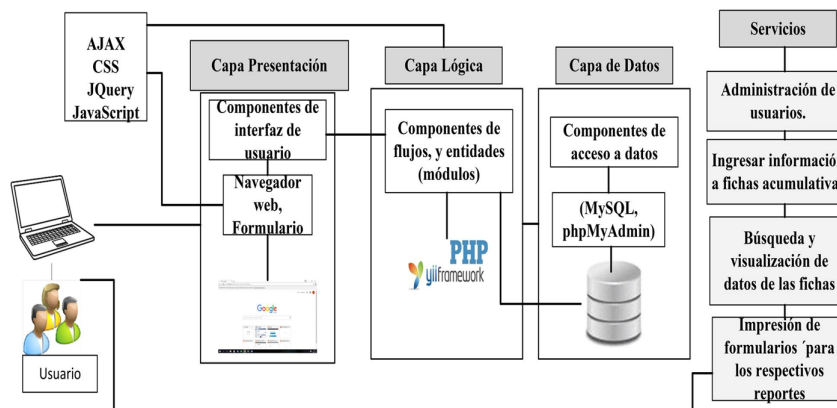 AJAX
CSS
JQuery
JavaScript
Capa Presentación
Componentes de
interfaz de
usuario
Navegador
web,
Formulario
Google
Capa Lógica
Componentes de
flujos, y entidades
(módulos)
PHP
yiiframework
Capa de Datos
Componentes de
acceso a datos
(MySQL,
phpMyAdmin)
Servicios
Administración de
usuarios.
Ingresar informació
a fichas acumulativa
Búsqueda y
visualización de
datos de las fichas
Impresión de
formularios ´para
los respectivos
reportes
Usuario